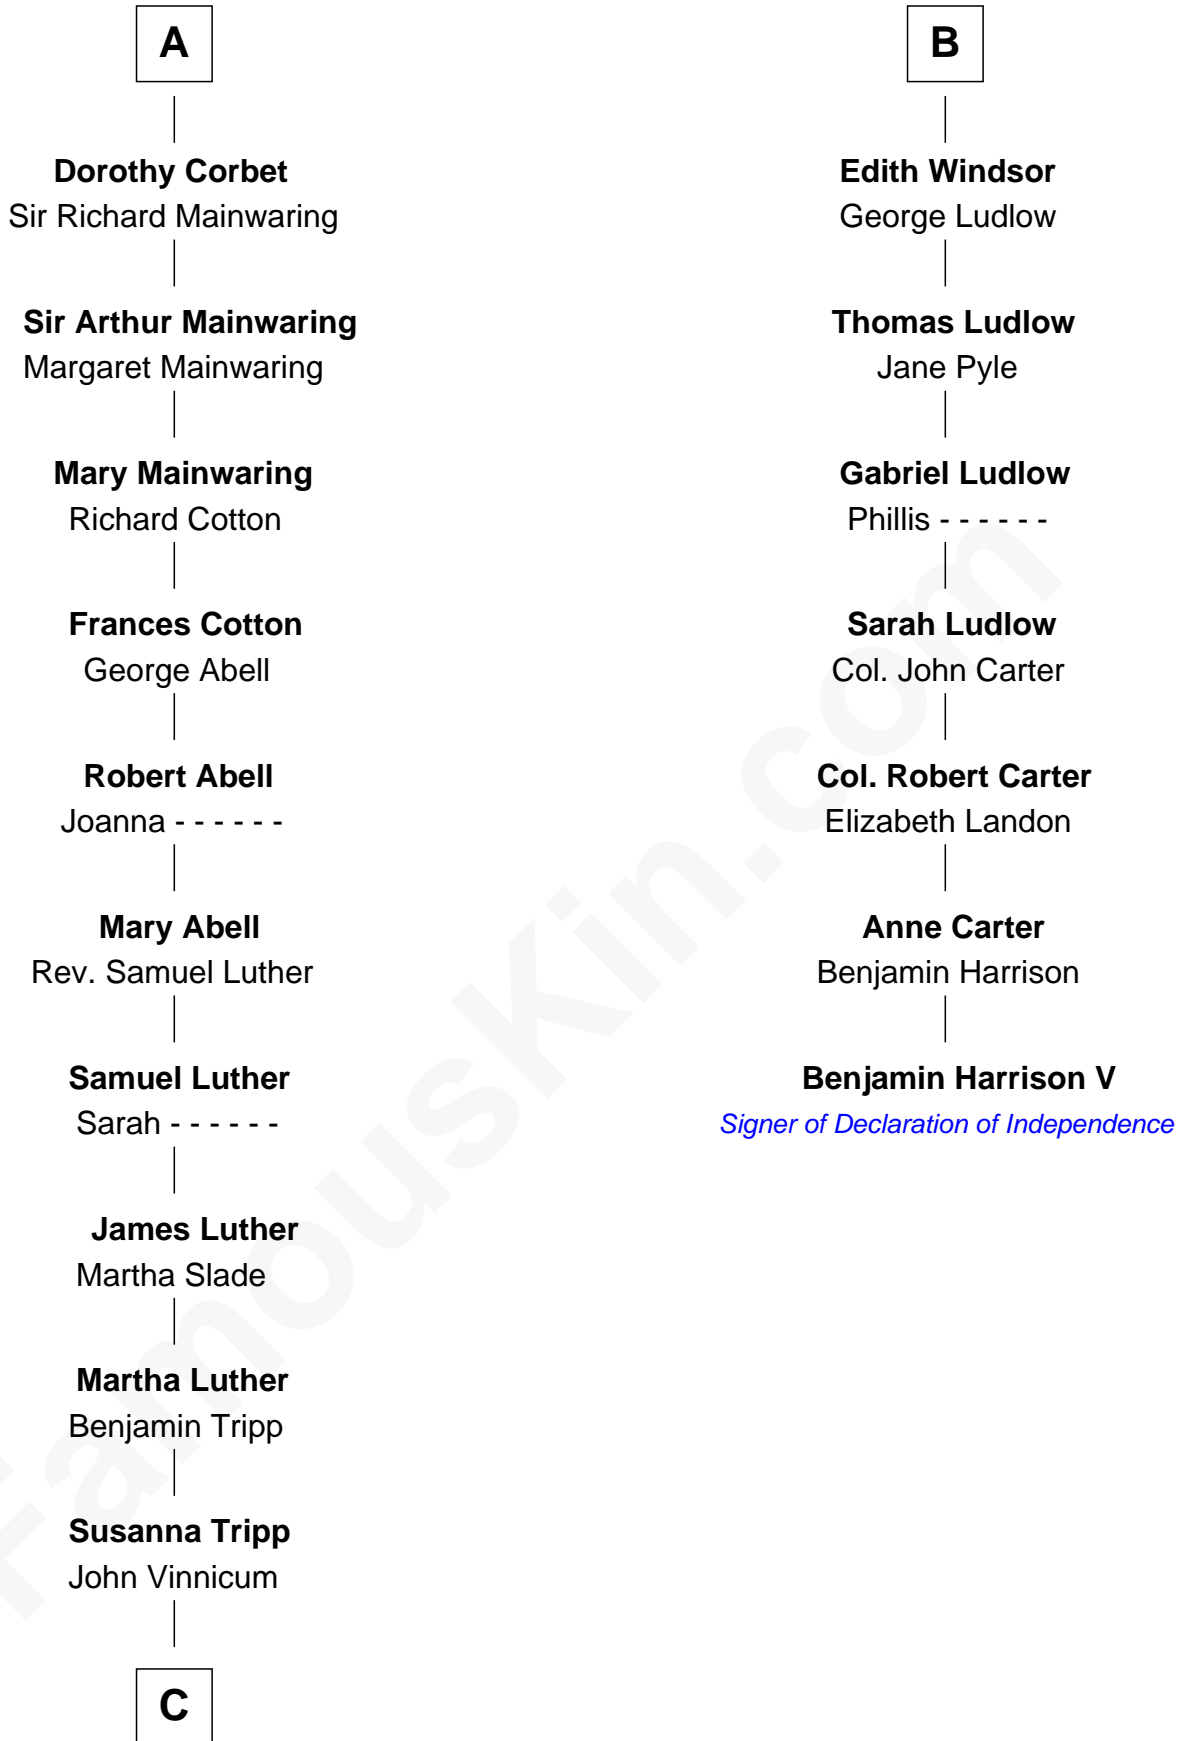 A
Dorothy Corbet
Sir Richard Mainwaring
Sir Arthur Mainwaring
Margaret Mainwaring
Mary Mainwaring
Richard Cotton
Frances Cotton
George Abell
Robert Abell
Joanna - - - - - -
Mary Abell
Rev. Samuel Luther
Samuel Luther
Sarah - - - - - -
James Luther
Martha Slade
Martha Luther
Benjamin Tripp
Susanna Tripp
John Vinnicum
C
B
Edith Windsor
George Ludlow
Thomas Ludlow
Jane Pyle
Gabriel Ludlow
Phillis - - - - - -
Sarah Ludlow
Col. John Carter
Col. Robert Carter
Elizabeth Landon
Anne Carter
Benjamin Harrison
Benjamin Harrison V
Signer of Declaration of Independence
FamousKin.com